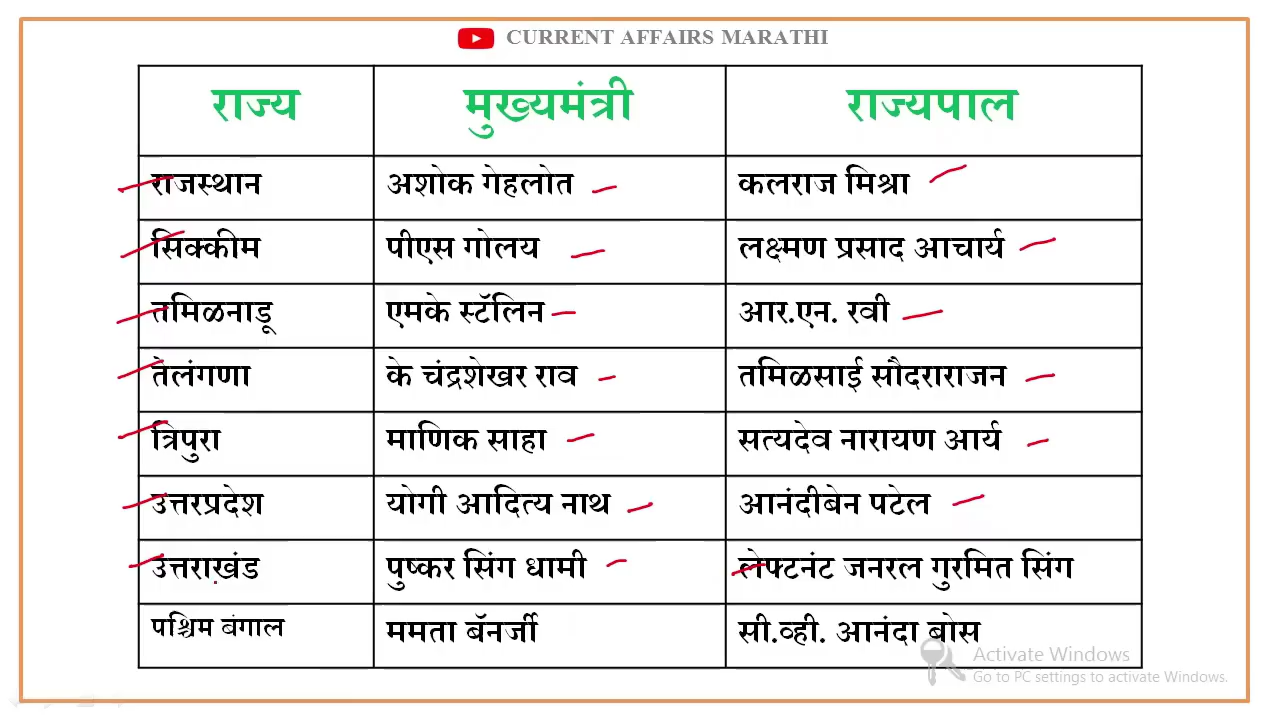 CURRENT AFFAIRS MARATHI
राज्य मुख्यमंत्री राज्यपाल
राजस्थान अशोक गेहलोत कलराज मिश्रा
सिक्कीम पीएस गोलय लक्ष्मण प्रसाद आचार्य
तमिळनाडू एमके स्टॅलिन आर.एन. रवी
तेलंगणा के चंद्रशेखर राव तमिळसाई सौदराराजन
त्रिपुरा माणिक साहा सत्यदेव नारायण आर्य
उत्तरप्रदेश योगी आदित्य नाथ आनंदीबेन पटेल
उत्तराखंड पुष्कर सिंग धामी लेफ्टनंट जनरल गुरमित सिंग
पश्चिम बंगाल ममता बॅनर्जी सी.व्ही. आनंदा बोस
Activate Windows
Go to PC settings to activate Windows.